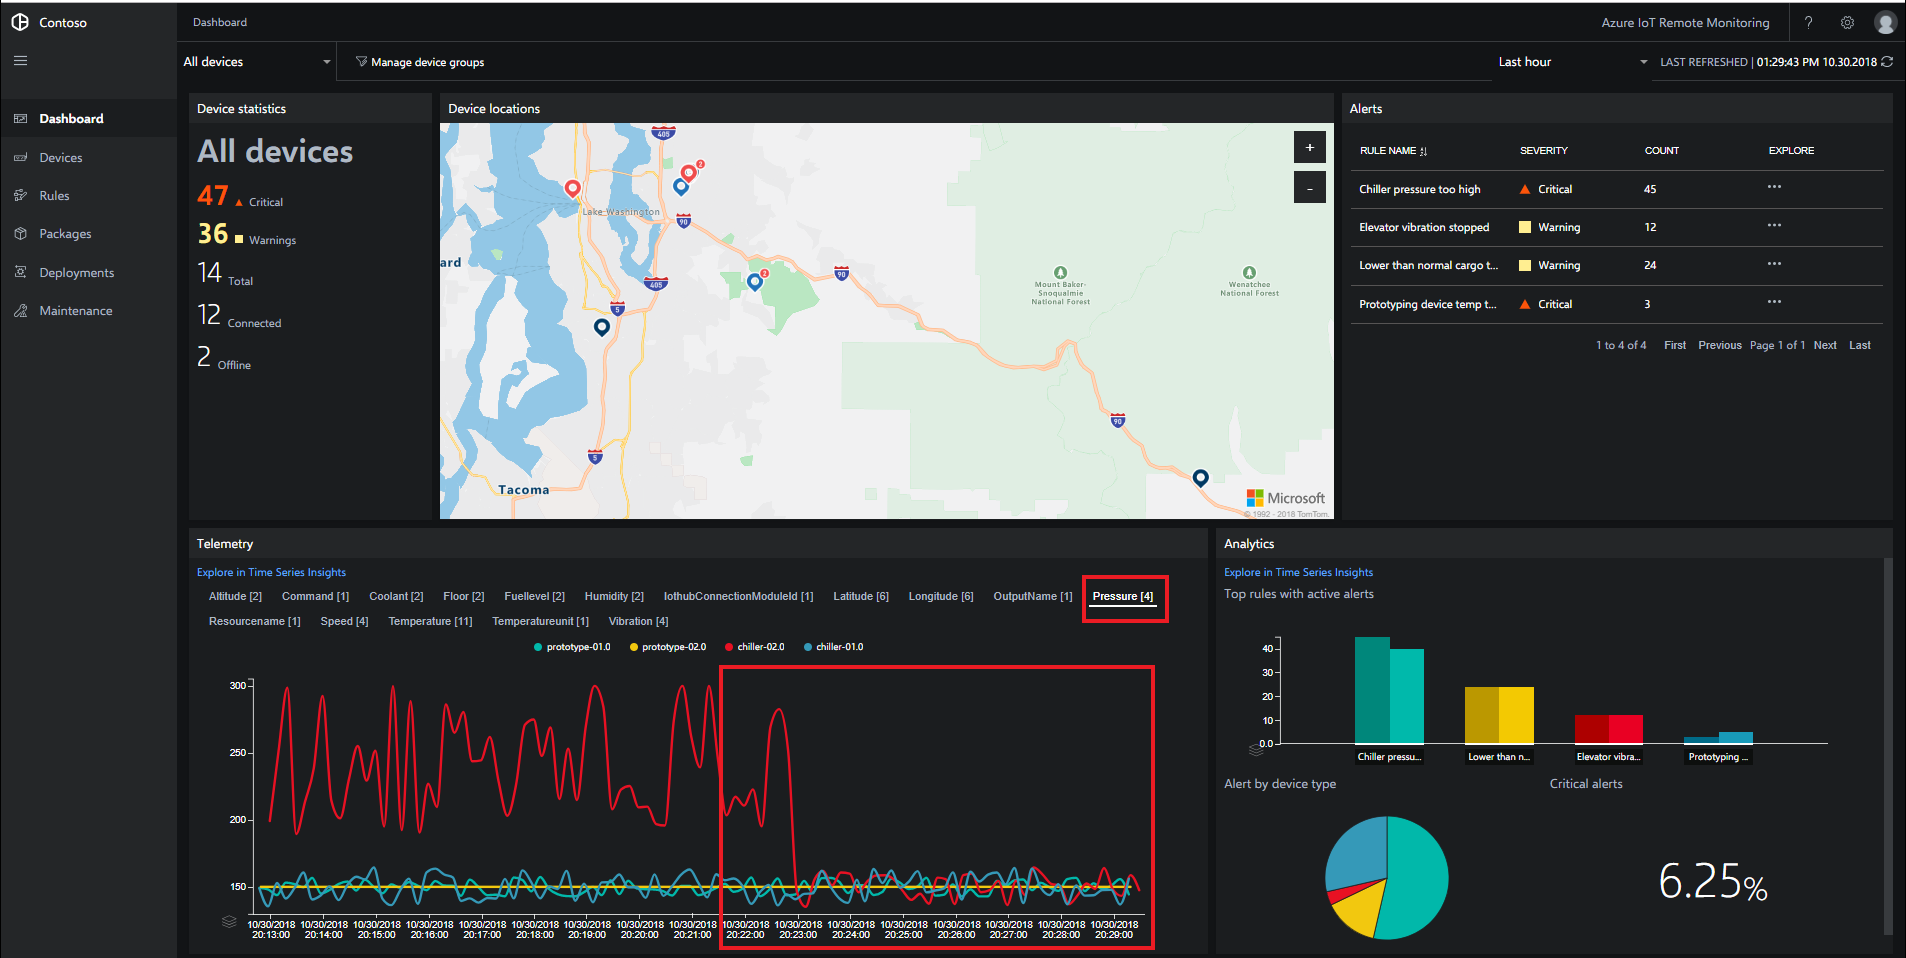 Contoso
Dashboard
Azure IoT Remote Monitoring
?
All devices
Manage device groups
Last hour
LAST REFRESHED | 01:29:43 PM 10.30.2018
Dashboard
Devices
Rules
Packages
Deployments
Maintenance
Device statistics
All devices
47 Critical
36 Warnings
14 Total
12 Connected
2 Offline
Device locations
405
2
Lake Washington
90
ard
2
90
405
5
Mount Baker-
Snoqualmie
National Forest
Wenatchee
National Forest
90
5
Tacoma
+
-
Microsoft
© 1992 - 2018 TomTom.
Alerts
RULE NAME SEVERITY COUNT EXPLORE
Chiller pressure too high Critical 45 ...
Elevator vibration stopped Warning 12 ...
Lower than normal cargo t... Warning 24 ...
Prototyping device temp t... Critical 3 ...
1 to 4 of 4 First Previous Page 1 of 1 Next Last
Telemetry
Explore in Time Series Insights
Altitude [2] Command [1] Coolant [2] Floor [2] Fuellevel [2] Humidity [2] IothubConnectionModuleId [1] Latitude [6] Longitude [6] OutputName [1] Pressure [4]
Resourcename [1] Speed [4] Temperature [11] Temperatureunit [1] Vibration [4]
prototype-01.0 prototype-02.0 chiller-02.0 chiller-01.0
300
250
200
150
10/30/2018 10/30/2018 10/30/2018 10/30/2018 10/30/2018 10/30/2018 10/30/2018 10/30/2018 10/30/2018 10/30/2018 10/30/2018 10/30/2018 10/30/2018 10/30/2018 10/30/2018 10/30/2018 10/30/2018
20:13:00 20:14:00 20:15:00 20:16:00 20:17:00 20:18:00 20:19:00 20:20:00 20:21:00 20:22:00 20:23:00 20:24:00 20:25:00 20:26:00 20:27:00 20:28:00 20:29:00
Analytics
Explore in Time Series Insights
Top rules with active alerts
40
30
20
10
0.0
Chiller pressu... Lower than n... Elevator vibra... Prototyping ...
Alert by device type
Critical alerts
6.25%